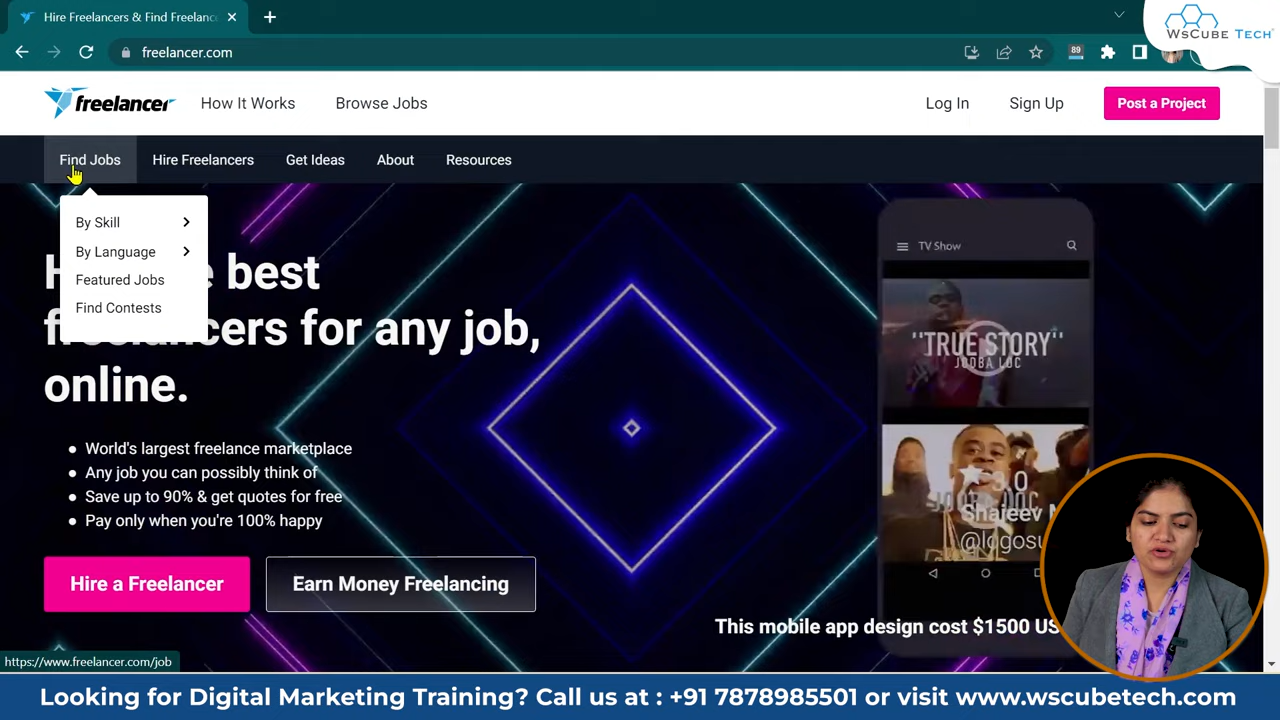 Hire Freelancers & Find Freelanc
WsCube Tech
freelancer.com
89
freelancer
How It Works
Browse Jobs
Log In
Sign Up
Post a Project
Find Jobs
Hire Freelancers
Get Ideas
About
Resources
By Skill
By Language
Featured Jobs
Find Contests
best
for any job,
online.
World's largest freelance marketplace
Any job you can possibly think of
Save up to 90% & get quotes for free
Pay only when you're 100% happy
Hire a Freelancer
Earn Money Freelancing
TV Show
"TRUE STORY"
JOOBA LOC
This mobile app design cost $1500 US
https://www.freelancer.com/job
Looking for Digital Marketing Training? Call us at : +91 7878985501 or visit www.wscubetech.com